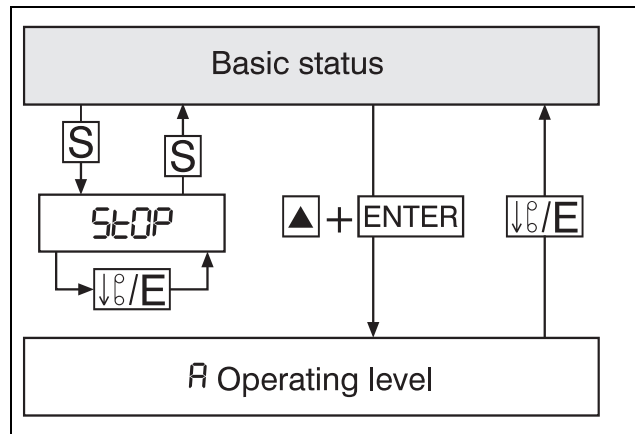 Basic status
S
S
StOP
▲ + ENTER
↓/E
↓/E
A Operating level